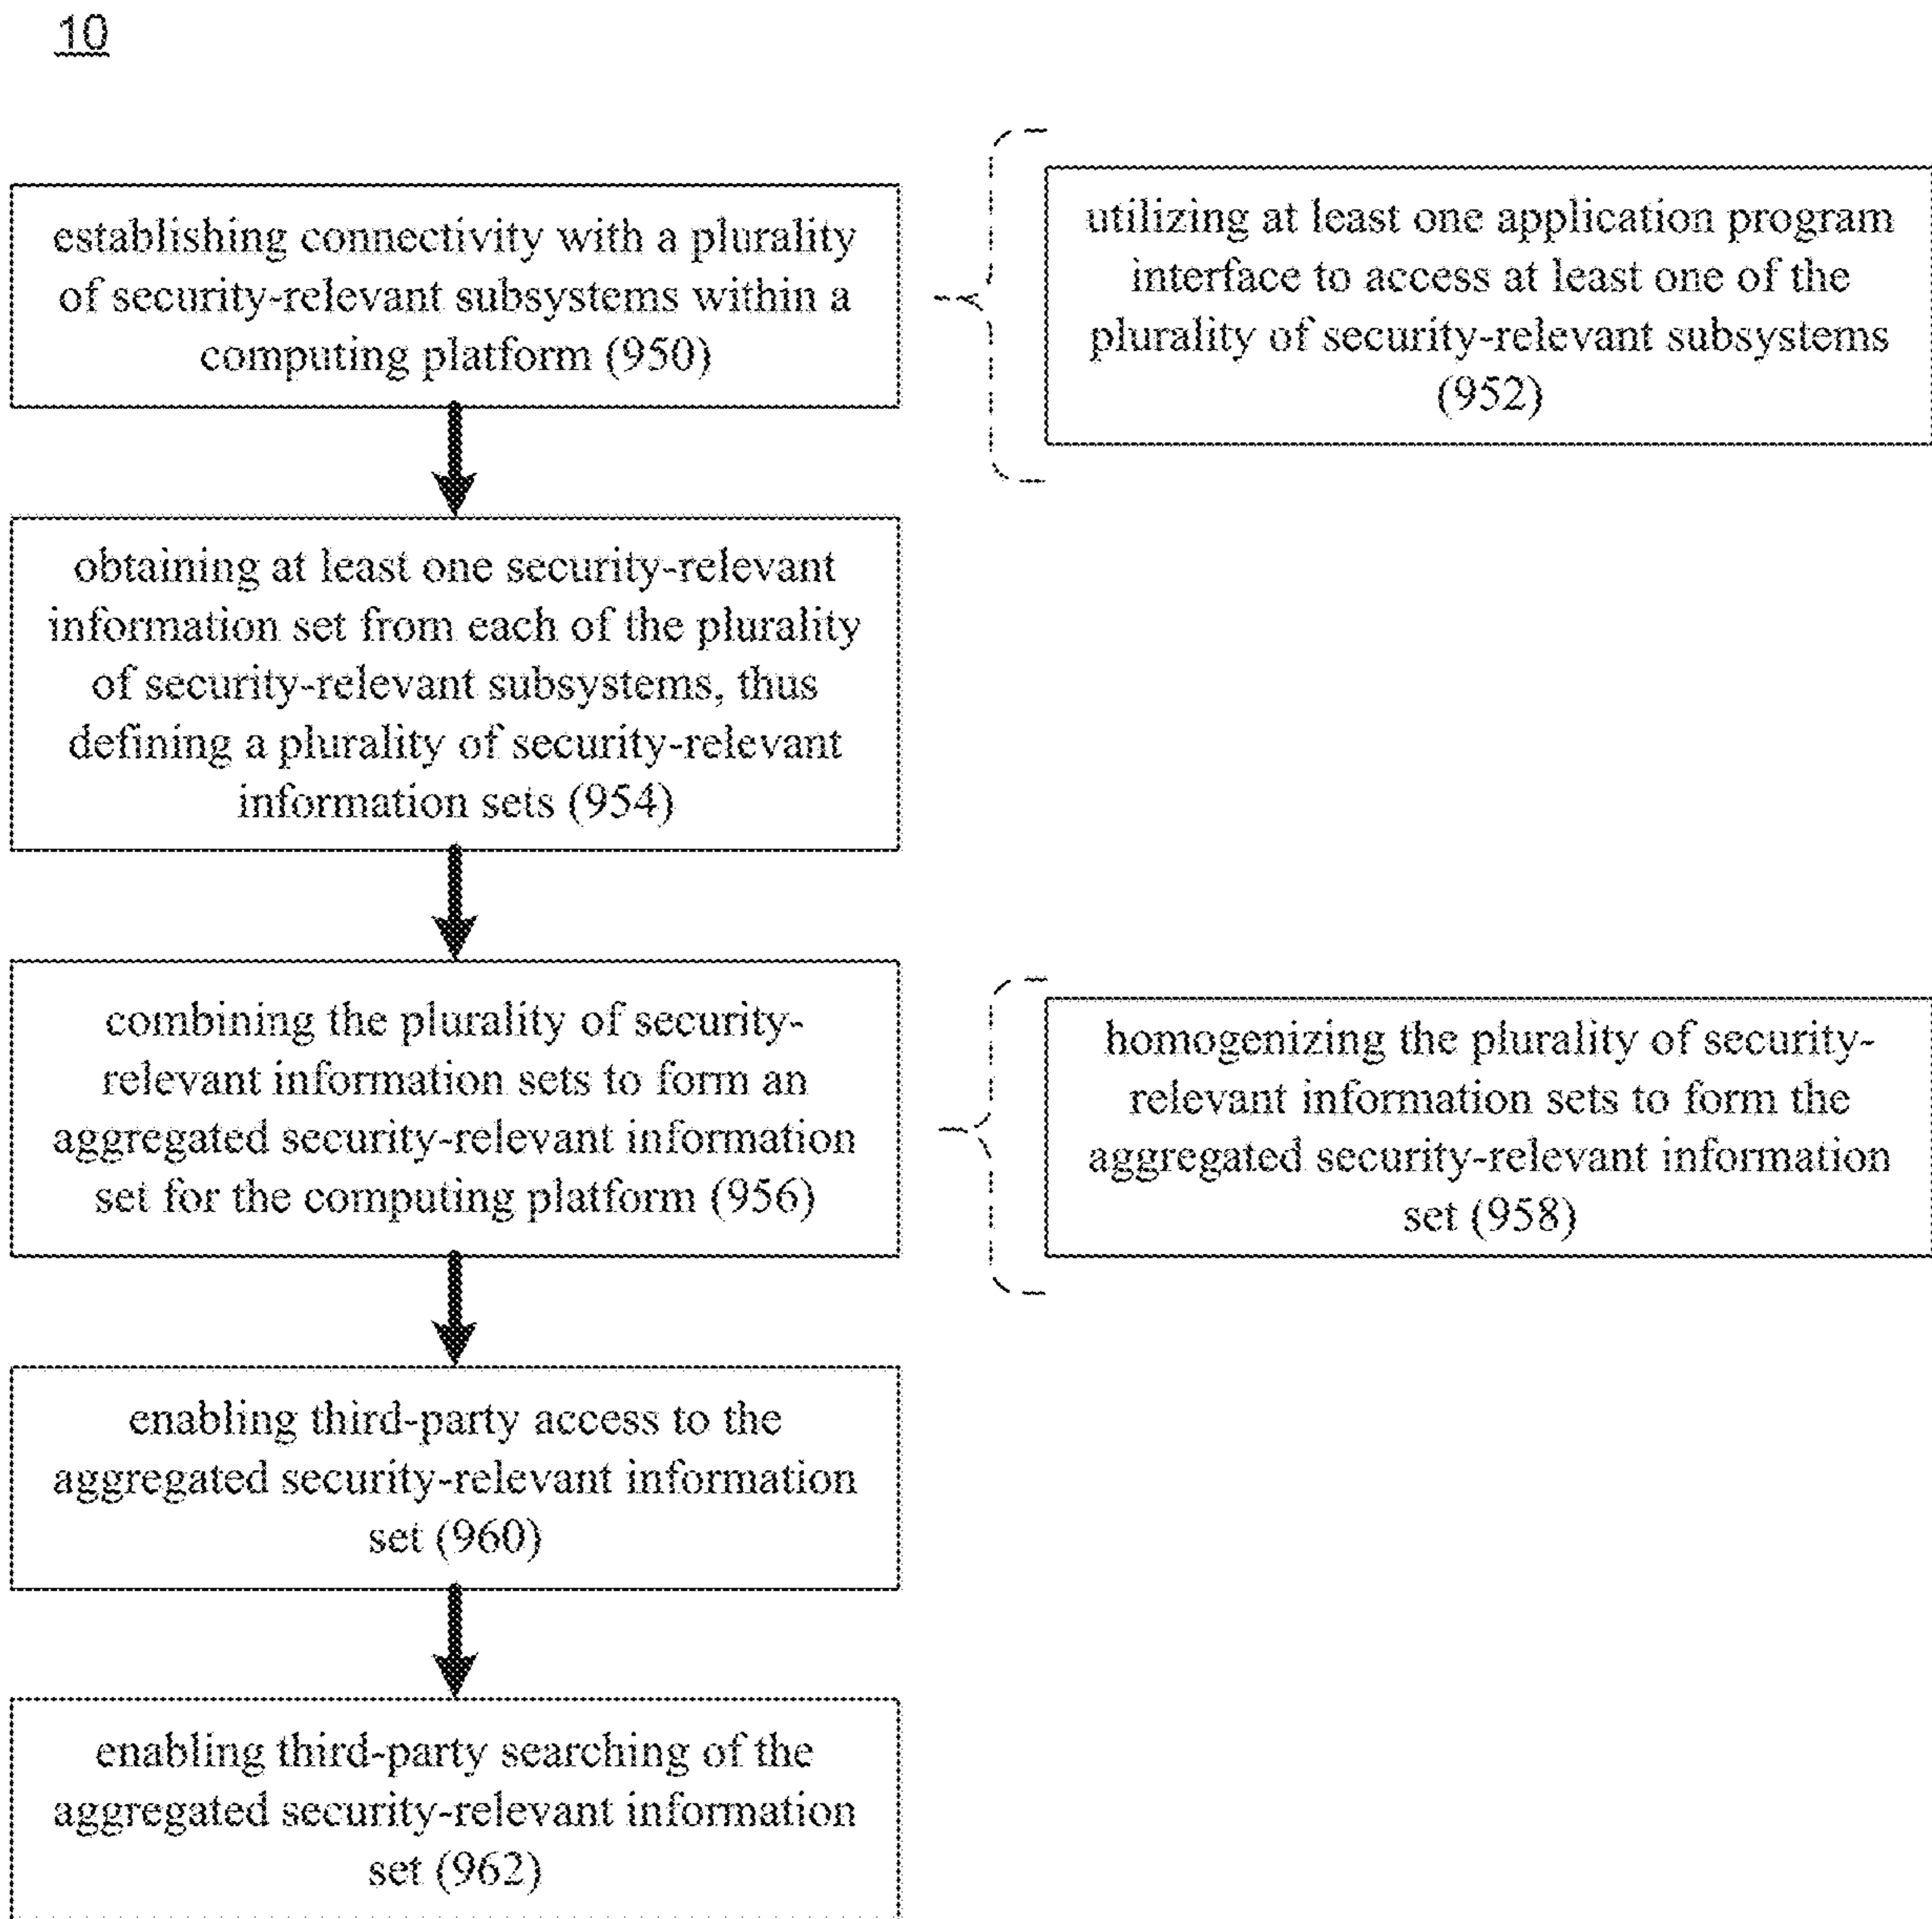 10
establishing connectivity with a plurality
of security-relevant subsystems within a
computing platform (950)
utilizing at least one application program
interface to access at least one of the
plurality of security-relevant subsystems
(952)
obtaining at least one security-relevant
information set from each of the plurality
of security-relevant subsystems, thus
defining a plurality of security-relevant
information sets (954)
combining the plurality of security-
relevant information sets to form an
aggregated security-relevant information
set for the computing platform (956)
homogenizing the plurality of security-
relevant information sets to form the
aggregated security-relevant information
set (958)
enabling third-party access to the
aggregated security-relevant information
set (960)
enabling third-party searching of the
aggregated security-relevant information
set (962)